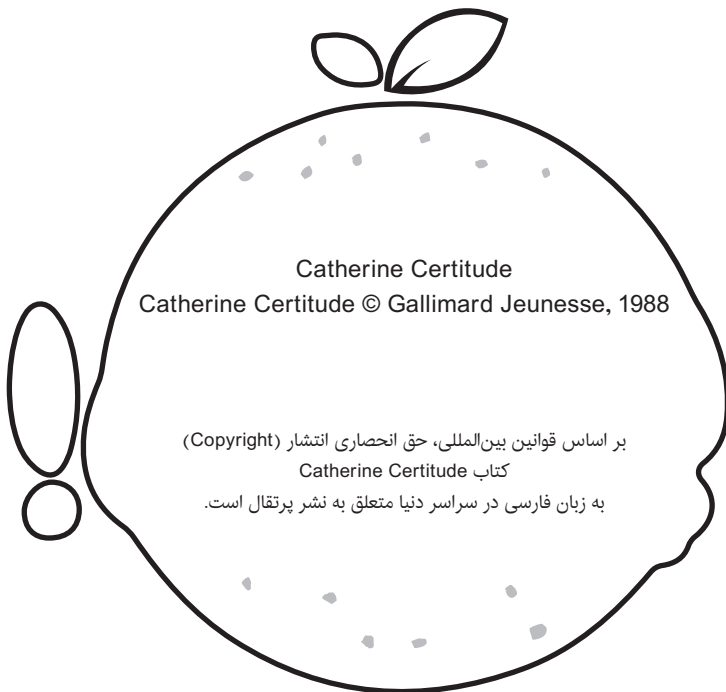 Catherine Certitude
Catherine Certitude © Gallimard Jeunesse, 1988
بر اساس قوانین بین‌المللی، حق انحصاری انتشار (Copyright)
کتاب Catherine Certitude
به زبان فارسی در سراسر دنیا متعلق به نشر پرتقال است.